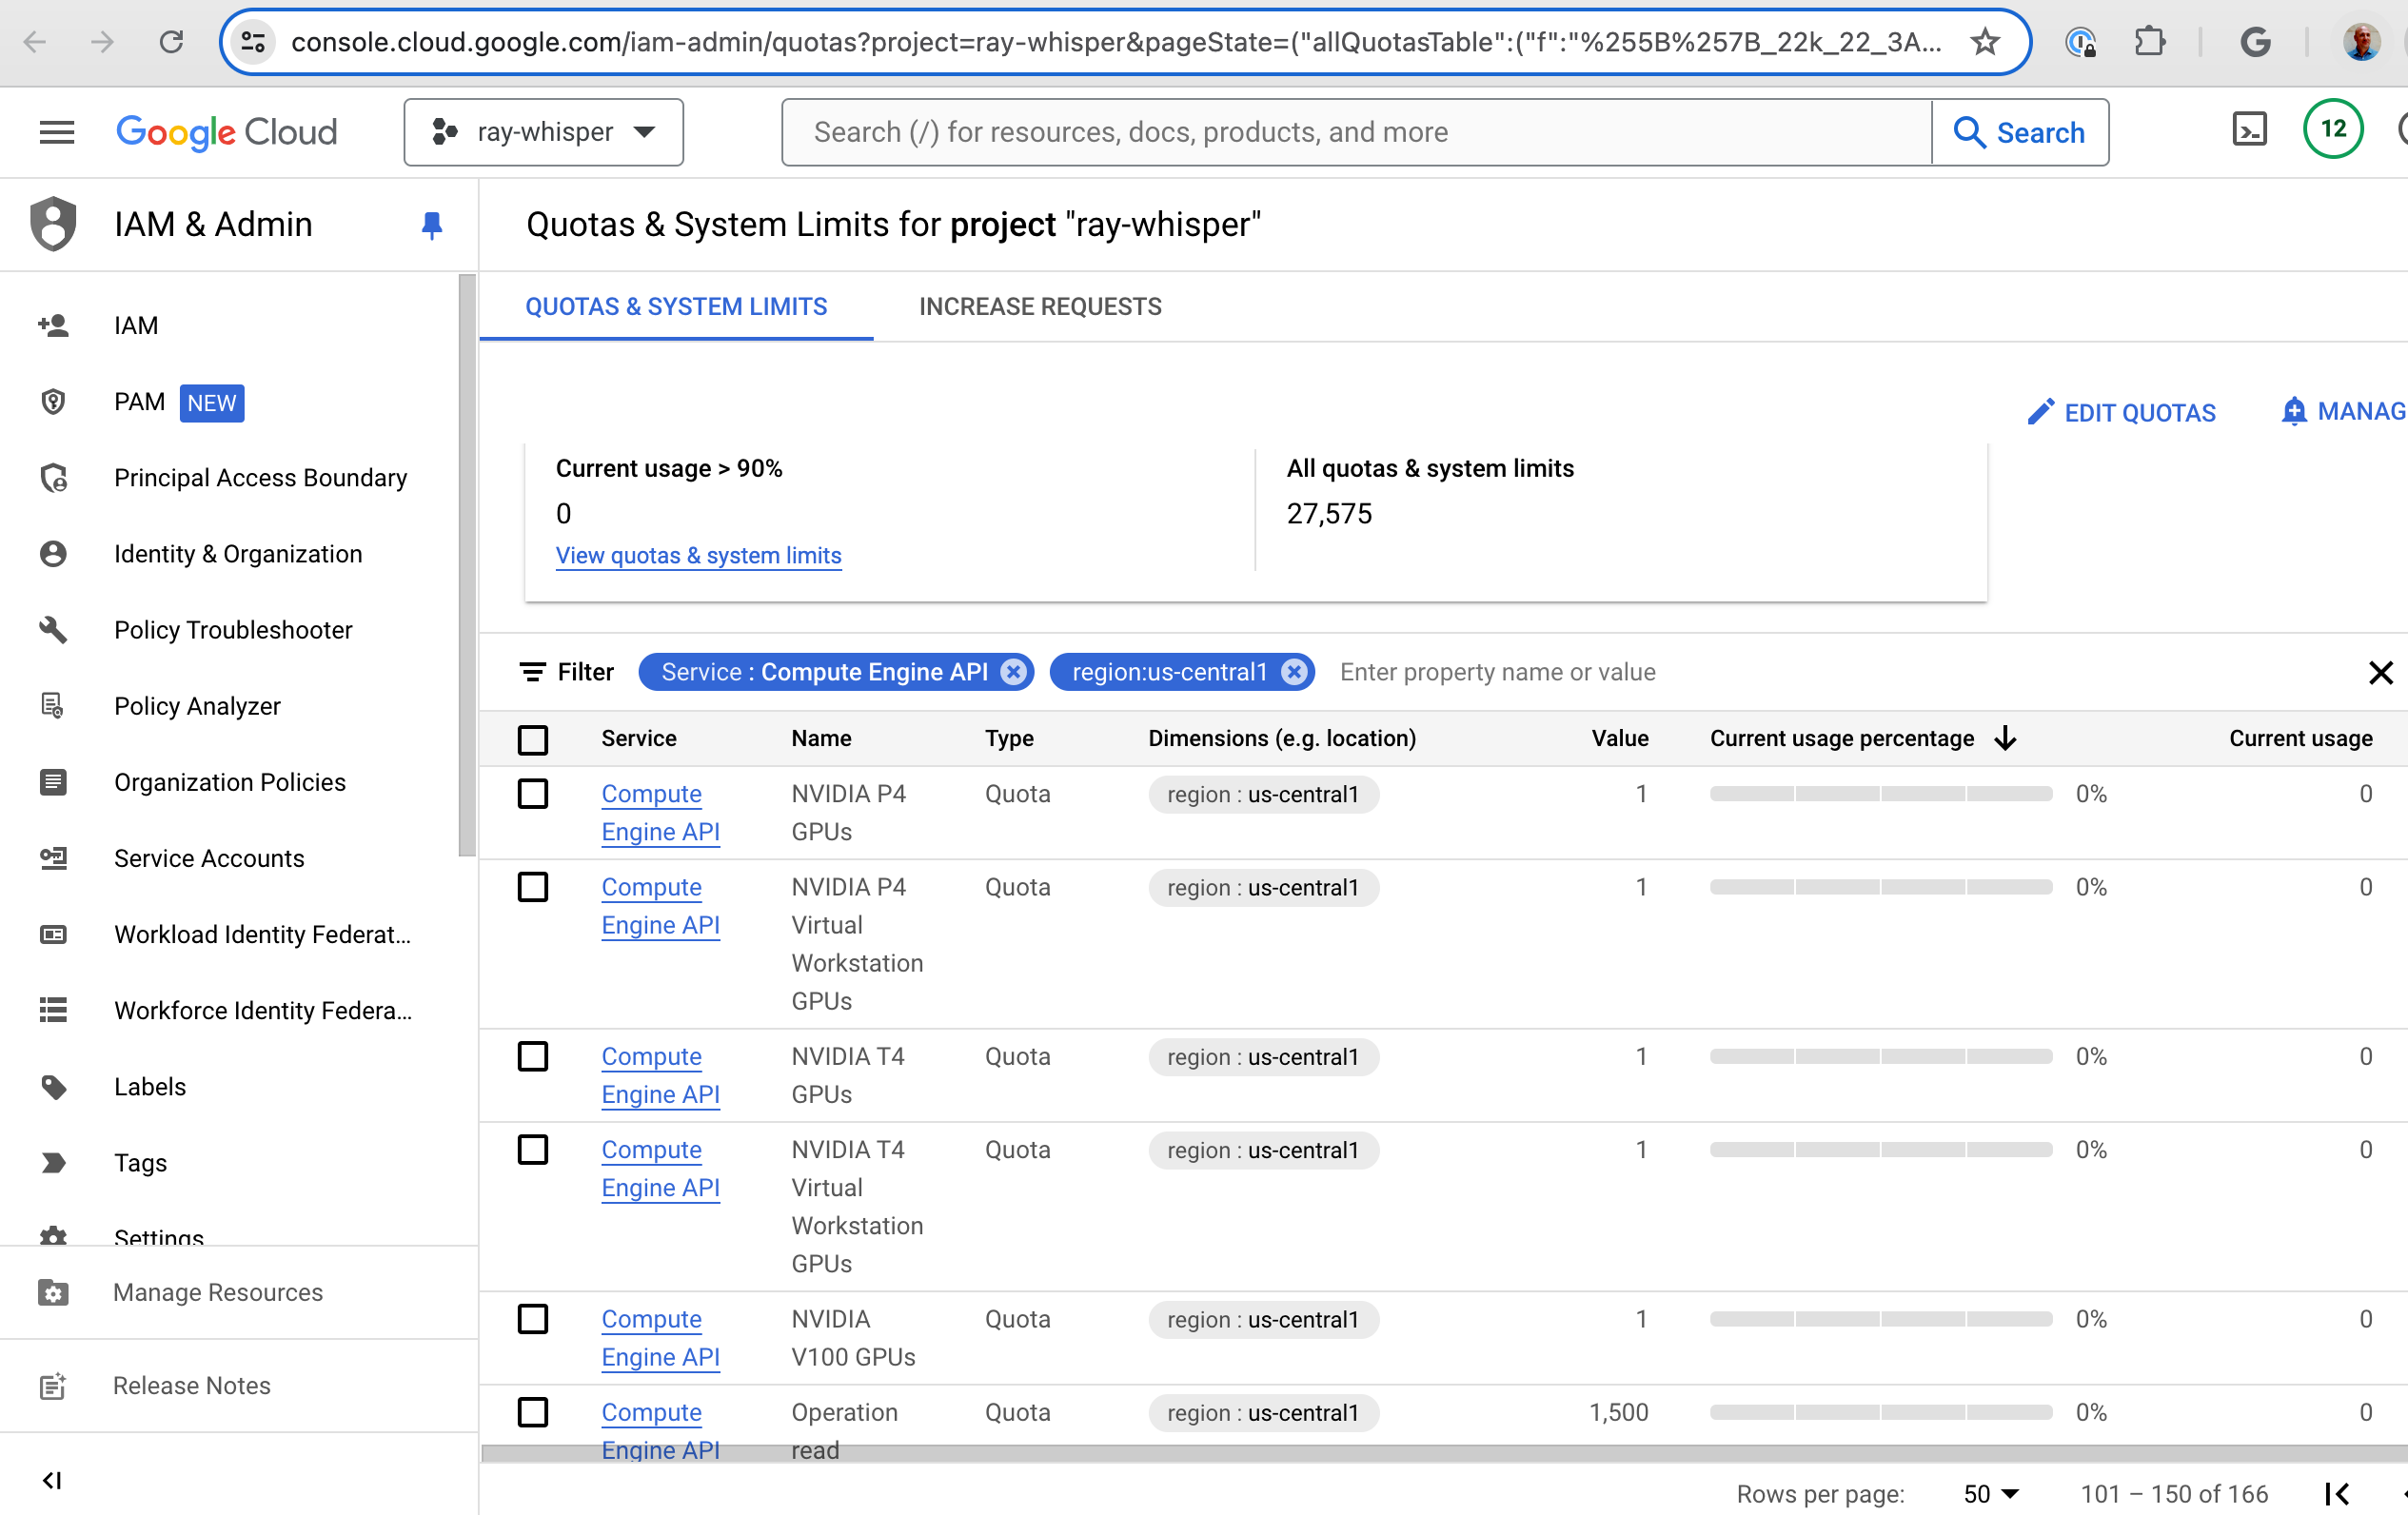 console.cloud.google.com/iam-admin/quotas?project=ray-whisper&pageState=("allQuotasTable":("f":"%255B%257B_22k_22_3A...
Google Cloud
ray-whisper
Search (/) for resources, docs, products, and more
Search
12
IAM & Admin
Quotas & System Limits for project "ray-whisper"
QUOTAS & SYSTEM LIMITS
INCREASE REQUESTS
IAM
PAM NEW
Principal Access Boundary
Identity & Organization
Policy Troubleshooter
Policy Analyzer
Organization Policies
Service Accounts
Workload Identity Federat...
Workforce Identity Federa...
Labels
Tags
Settings
Manage Resources
Release Notes
EDIT QUOTAS
MANAG
Current usage > 90%
0
View quotas & system limits
All quotas & system limits
27,575
Filter Service : Compute Engine API region:us-central1 Enter property name or value
Service Name Type Dimensions (e.g. location) Value Current usage percentage Current usage
Compute NVIDIA P4 Quota region : us-central1 1 0% 0
Engine API GPUs
Compute NVIDIA P4 Quota region : us-central1 1 0% 0
Engine API Virtual
Workstation
GPUs
Compute NVIDIA T4 Quota region : us-central1 1 0% 0
Engine API GPUs
Compute NVIDIA T4 Quota region : us-central1 1 0% 0
Engine API Virtual
Workstation
GPUs
Compute NVIDIA Quota region : us-central1 1 0% 0
Engine API V100 GPUs
Compute Operation Quota region : us-central1 1,500 0% 0
Engine API read
Rows per page: 50 101 – 150 of 166